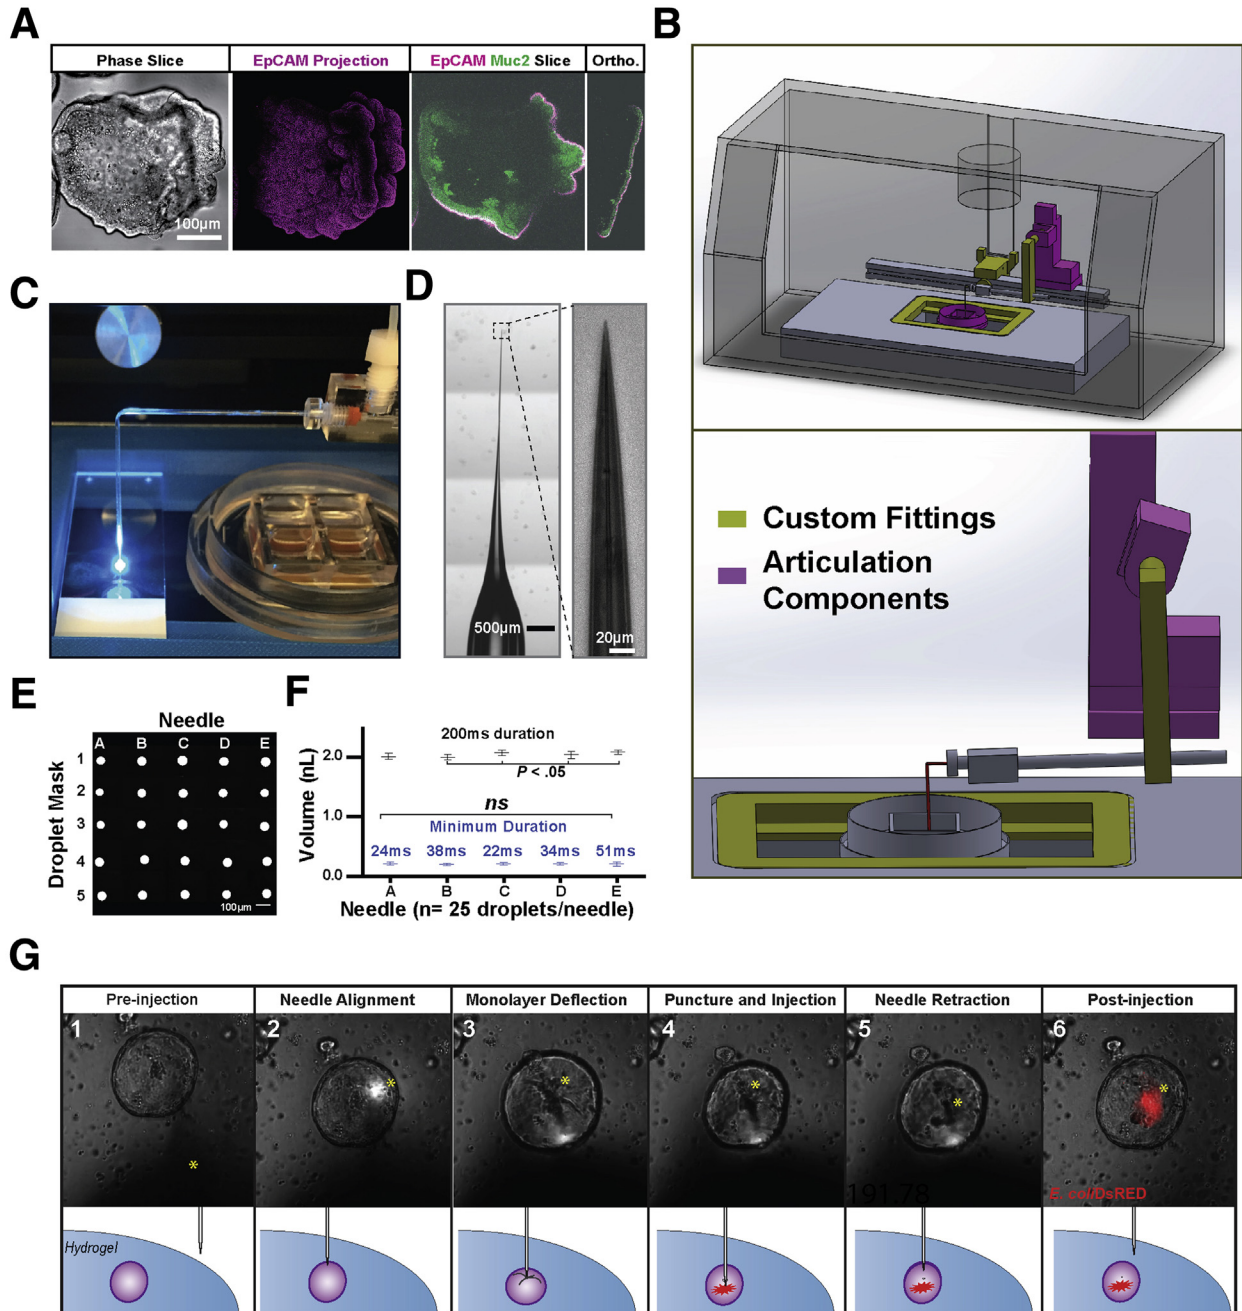 A
Phase Slice
EpCAM Projection
EpCAM Muc2 Slice
Ortho.
100µm
B
Custom Fittings
Articulation
Components
C
D
500µm
20µm
E
Needle
A B C D E
Droplet Mask
1
2
3
4
5
100µm
F
200ms duration
P < .05
ns
Minimum Duration
24ms 38ms 22ms 34ms 51ms
Volume (nL)
2.0
1.0
0.0
A B C D E
Needle (n= 25 droplets/needle)
G
Pre-injection
Needle Alignment
Monolayer Deflection
Puncture and Injection
Needle Retraction
Post-injection
1
2
3
4
5
6
*
*
*
*
*
*
191.78
E. coli/DsRED
Hydrogel